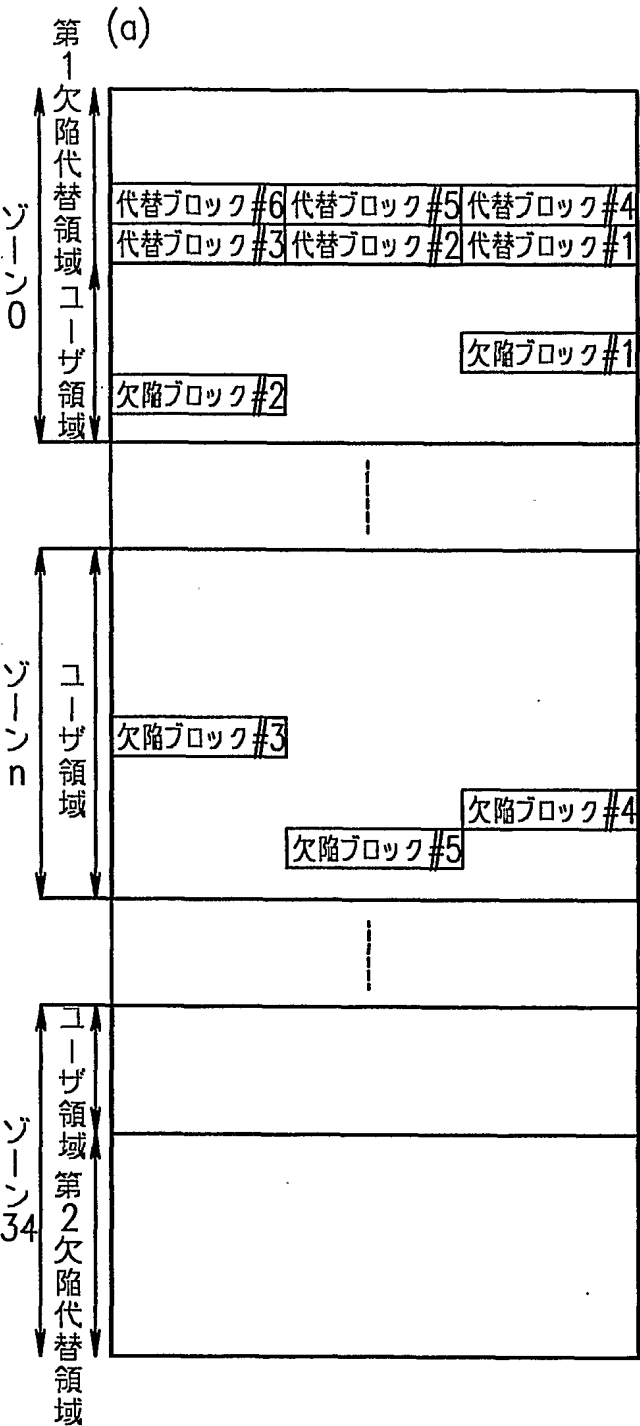 (a)
ゾーン0
第1欠陥代替領域
代替ブロック#6 代替ブロック#5 代替ブロック#4
代替ブロック#3 代替ブロック#2 代替ブロック#1
ユーザ領域
欠陥ブロック#1
欠陥ブロック#2
ゾーンn
ユーザ領域
欠陥ブロック#3
欠陥ブロック#4
欠陥ブロック#5
ゾーン34
ユーザ領域
第2欠陥代替領域